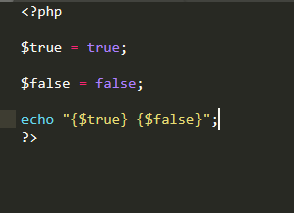 <?php
$true = true;
$false = false;
echo "{$true} {$false}";
?>